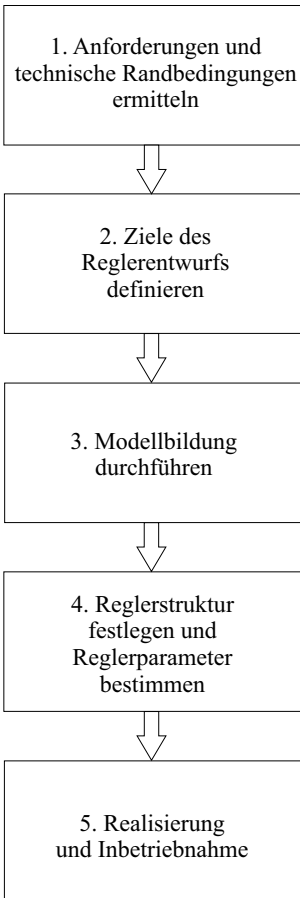 1. Anforderungen und
technische Randbedingungen
ermitteln
2. Ziele des
Reglerentwurfs
definieren
3. Modellbildung
durchführen
4. Reglerstruktur
festlegen und
Reglerparameter
bestimmen
5. Realisierung
und Inbetriebnahme